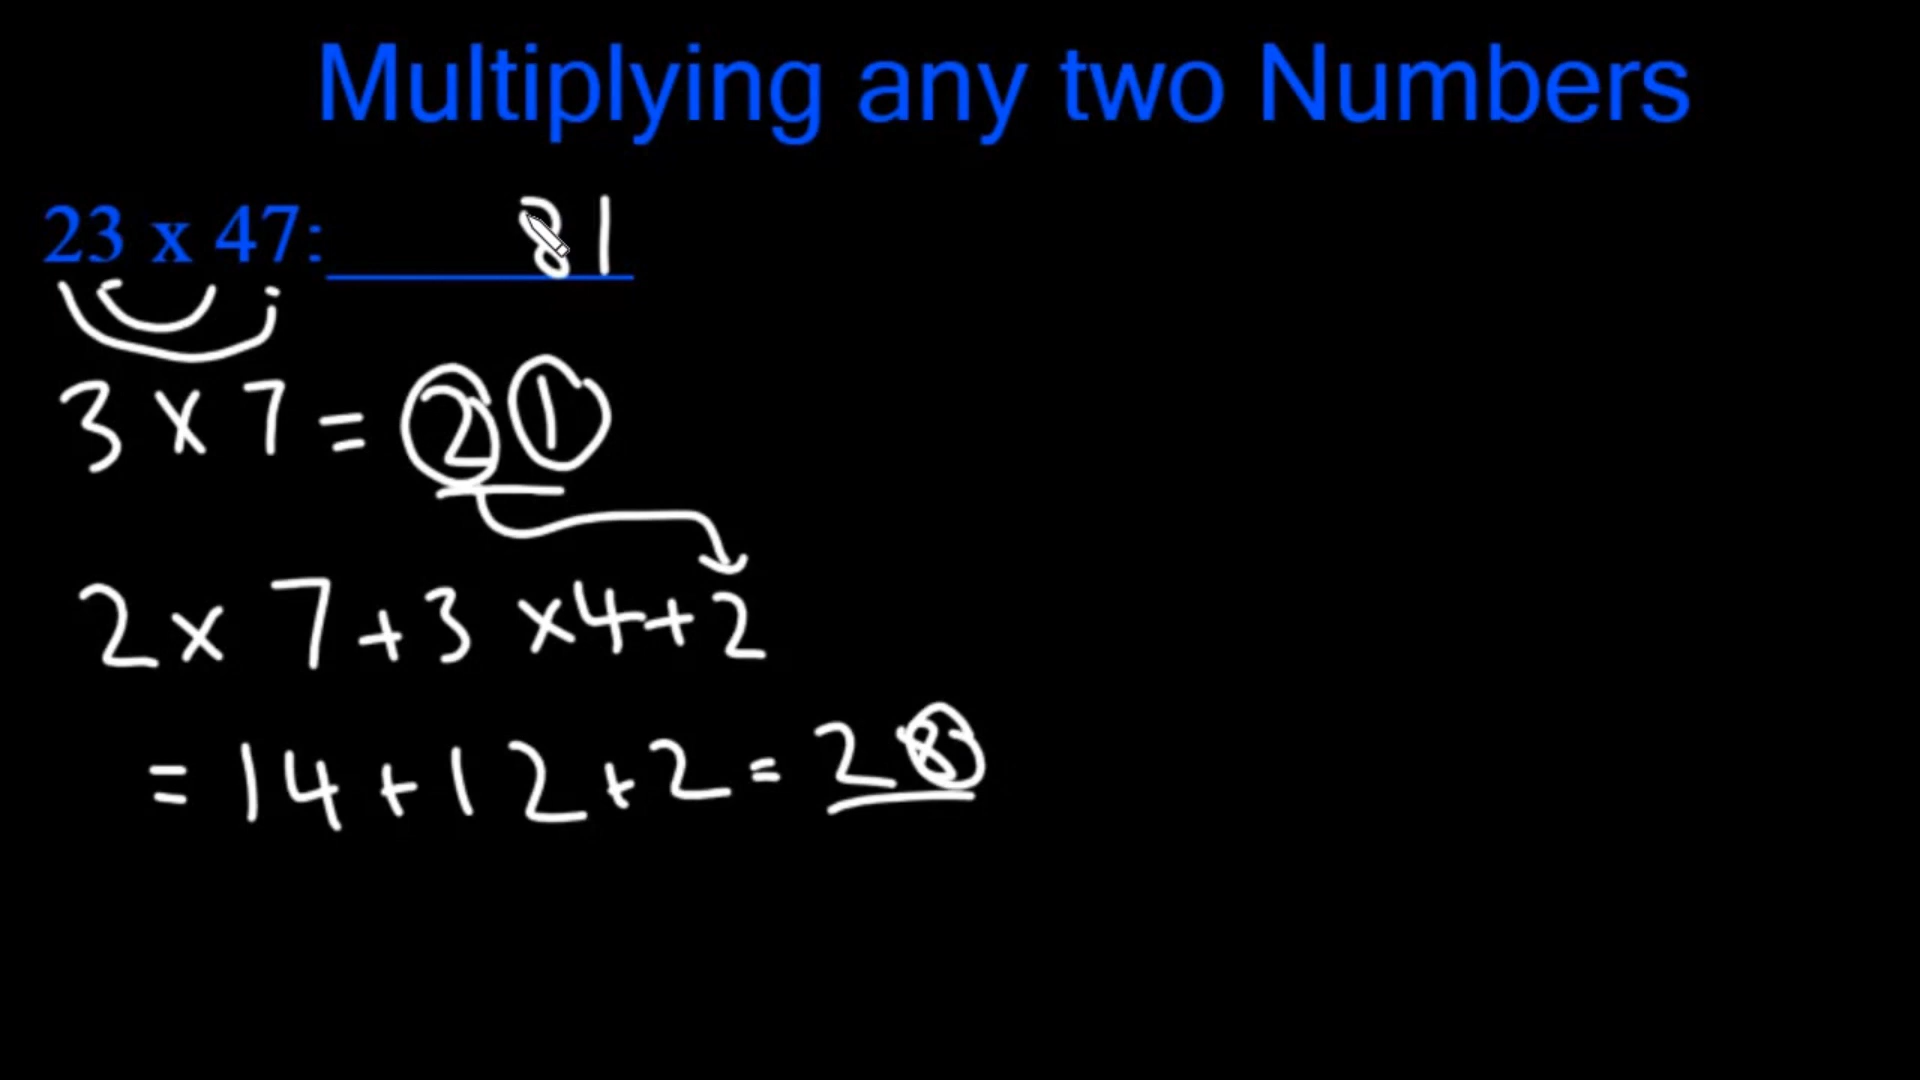 Multiplying any two Numbers
23 x 47: 81
3 x 7 = 21
2 x 7 + 3 x 4 + 2
= 14 + 12 + 2 = 28